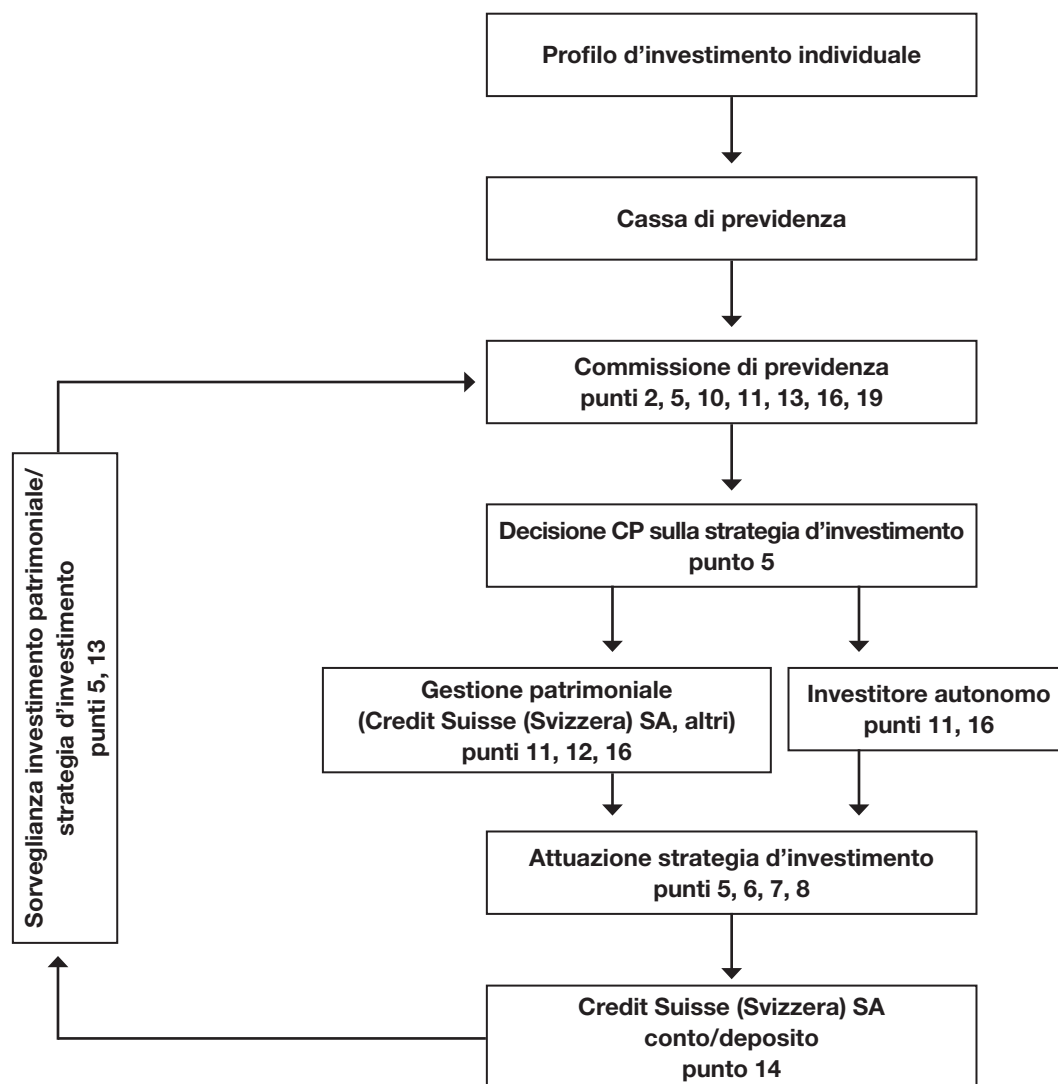 Profilo d’investimento individuale
Cassa di previdenza
Commissione di previdenza
punti 2, 5, 10, 11, 13, 16, 19
Decisione CP sulla strategia d’investimento
punto 5
Gestione patrimoniale
(Credit Suisse (Svizzera) SA, altri)
punti 11, 12, 16
Investitore autonomo
punti 11, 16
Attuazione strategia d’investimento
punti 5, 6, 7, 8
Credit Suisse (Svizzera) SA
conto/deposito
punto 14
Sorveglianza investimento patrimoniale/
strategia d’investimento
punti 5, 13